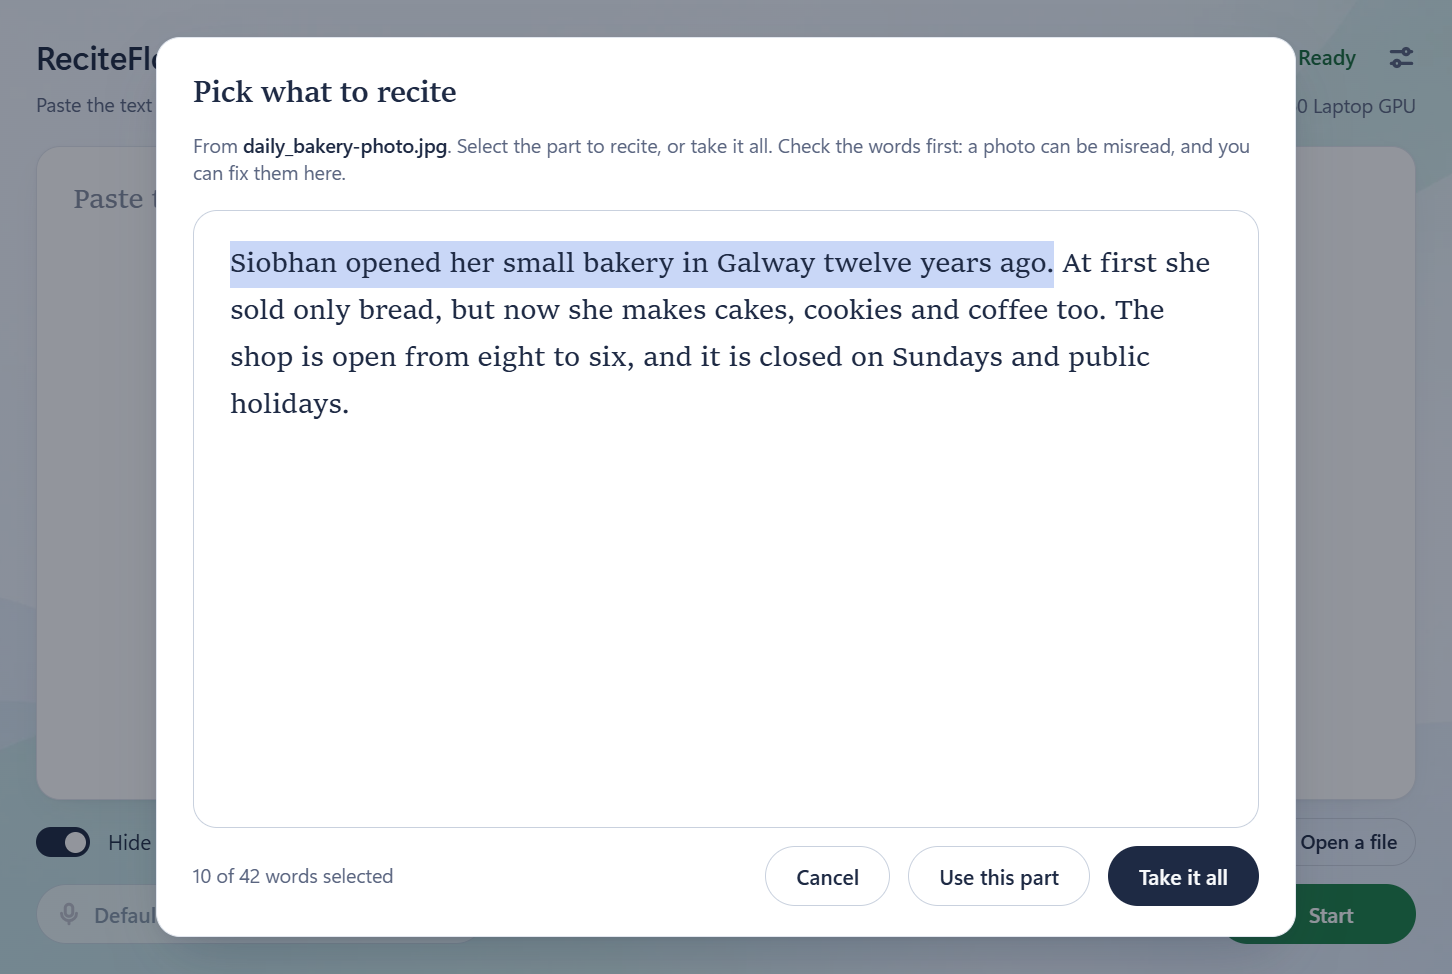 ReciteFlo
Ready
Paste the text
0 Laptop GPU
Paste t
Pick what to recite
From daily_bakery-photo.jpg. Select the part to recite, or take it all. Check the words first: a photo can be misread, and you
can fix them here.
Siobhan opened her small bakery in Galway twelve years ago. At first she
sold only bread, but now she makes cakes, cookies and coffee too. The
shop is open from eight to six, and it is closed on Sundays and public
holidays.
10 of 42 words selected
Cancel
Use this part
Take it all
Hide
Open a file
Defaul
Start